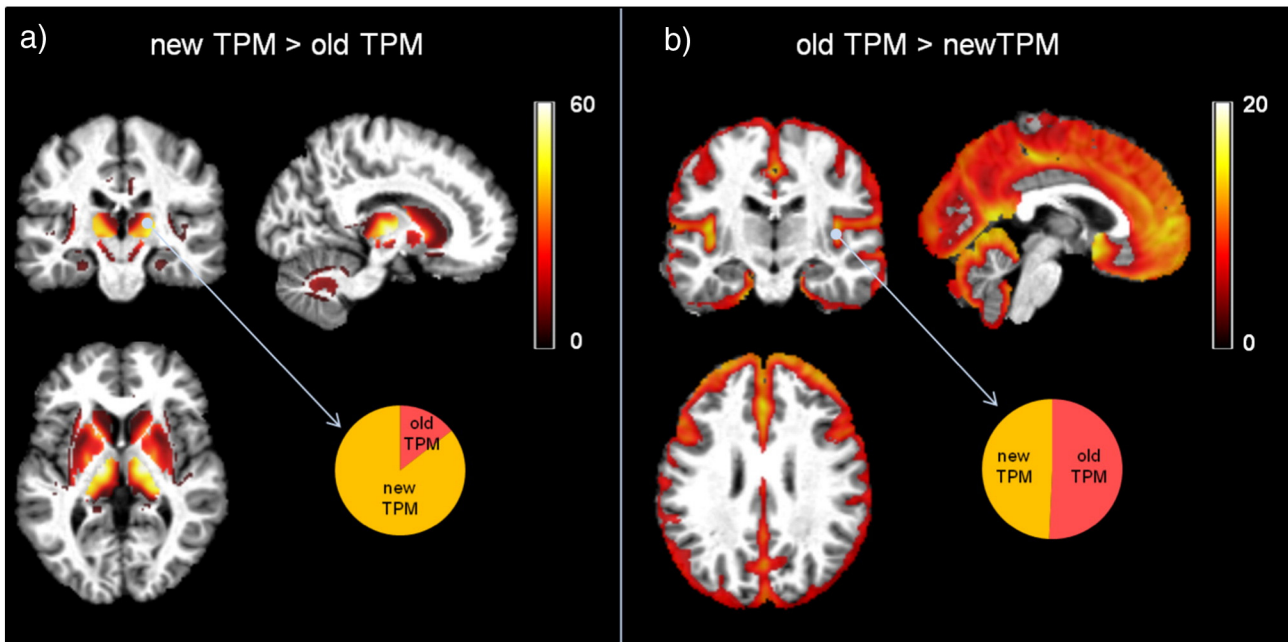 a)
new TPM > old TPM
60
0
old
TPM
new
TPM
b)
old TPM > newTPM
20
0
new
TPM
old
TPM